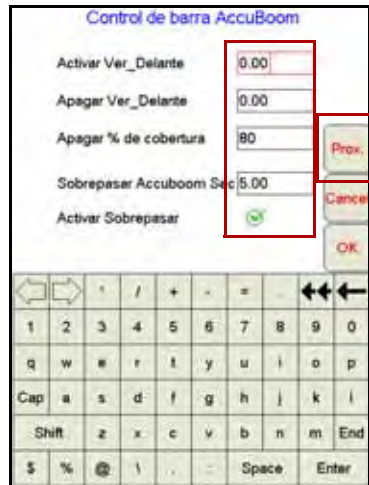 Control de barra AccuBoom
Activar Ver_Delante 0.00
Apagar Ver_Delante 0.00
Apagar % de cobertura 80
Prox.
Sobrepasar Accuboom Sec 5.00
Cancel
Activar Sobrepasar
OK
1 2 3 4 5 6 7 8 9 0
q w e r t y u i o p
Cap a s d f g h j k l
Shift z x c v b n m End
$ % @ \ Space Enter